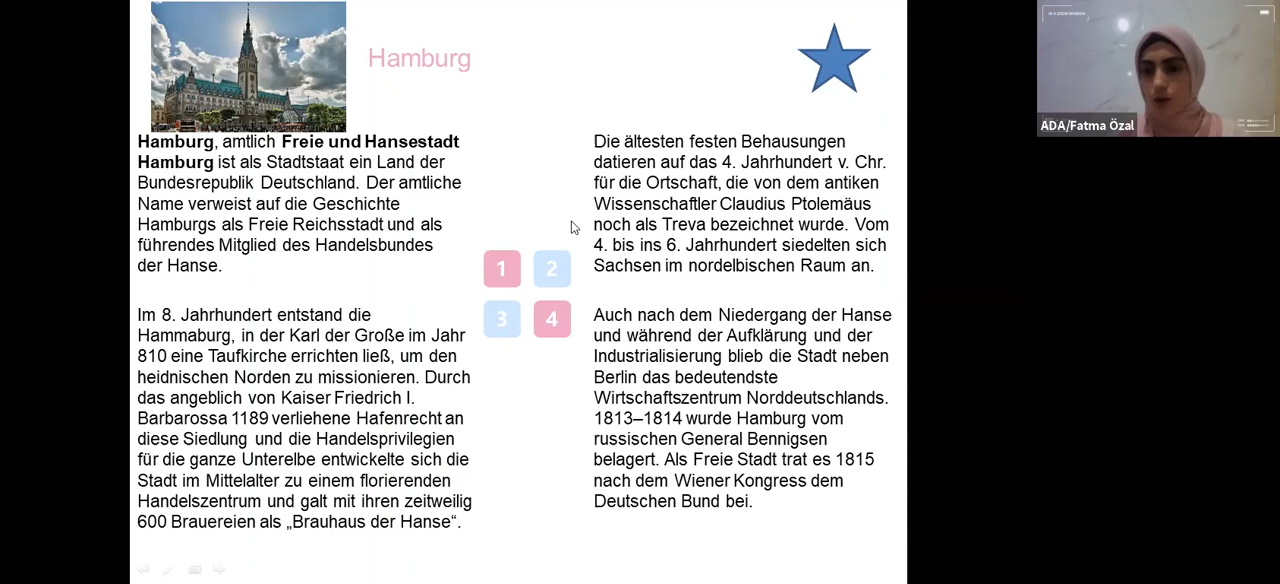 Hamburg
Hamburg, amtlich Freie und Hansestadt
Hamburg ist als Stadtstaat ein Land der
Bundesrepublik Deutschland. Der amtliche
Name verweist auf die Geschichte
Hamburgs als Freie Reichsstadt und als
führendes Mitglied des Handelsbundes
der Hanse.
Die ältesten festen Behausungen
datieren auf das 4. Jahrhundert v. Chr.
für die Ortschaft, die von dem antiken
Wissenschaftler Claudius Ptolemäus
noch als Treva bezeichnet wurde. Vom
4. bis ins 6. Jahrhundert siedelten sich
Sachsen im nordelbischen Raum an.
1 2
3 4
Im 8. Jahrhundert entstand die
Hammaburg, in der Karl der Große im Jahr
810 eine Taufkirche errichten ließ, um den
heidnischen Norden zu missionieren. Durch
das angeblich von Kaiser Friedrich I.
Barbarossa 1189 verliehene Hafenrecht an
diese Siedlung und die Handelsprivilegien
für die ganze Unterelbe entwickelte sich die
Stadt im Mittelalter zu einem florierenden
Handelszentrum und galt mit ihren zeitweilig
600 Brauereien als „Brauhaus der Hanse“.
Auch nach dem Niedergang der Hanse
und während der Aufklärung und der
Industrialisierung blieb die Stadt neben
Berlin das bedeutendste
Wirtschaftszentrum Norddeutschlands.
1813–1814 wurde Hamburg vom
russischen General Bennigsen
belagert. Als Freie Stadt trat es 1815
nach dem Wiener Kongress dem
Deutschen Bund bei.
ADA/Fatma Özal